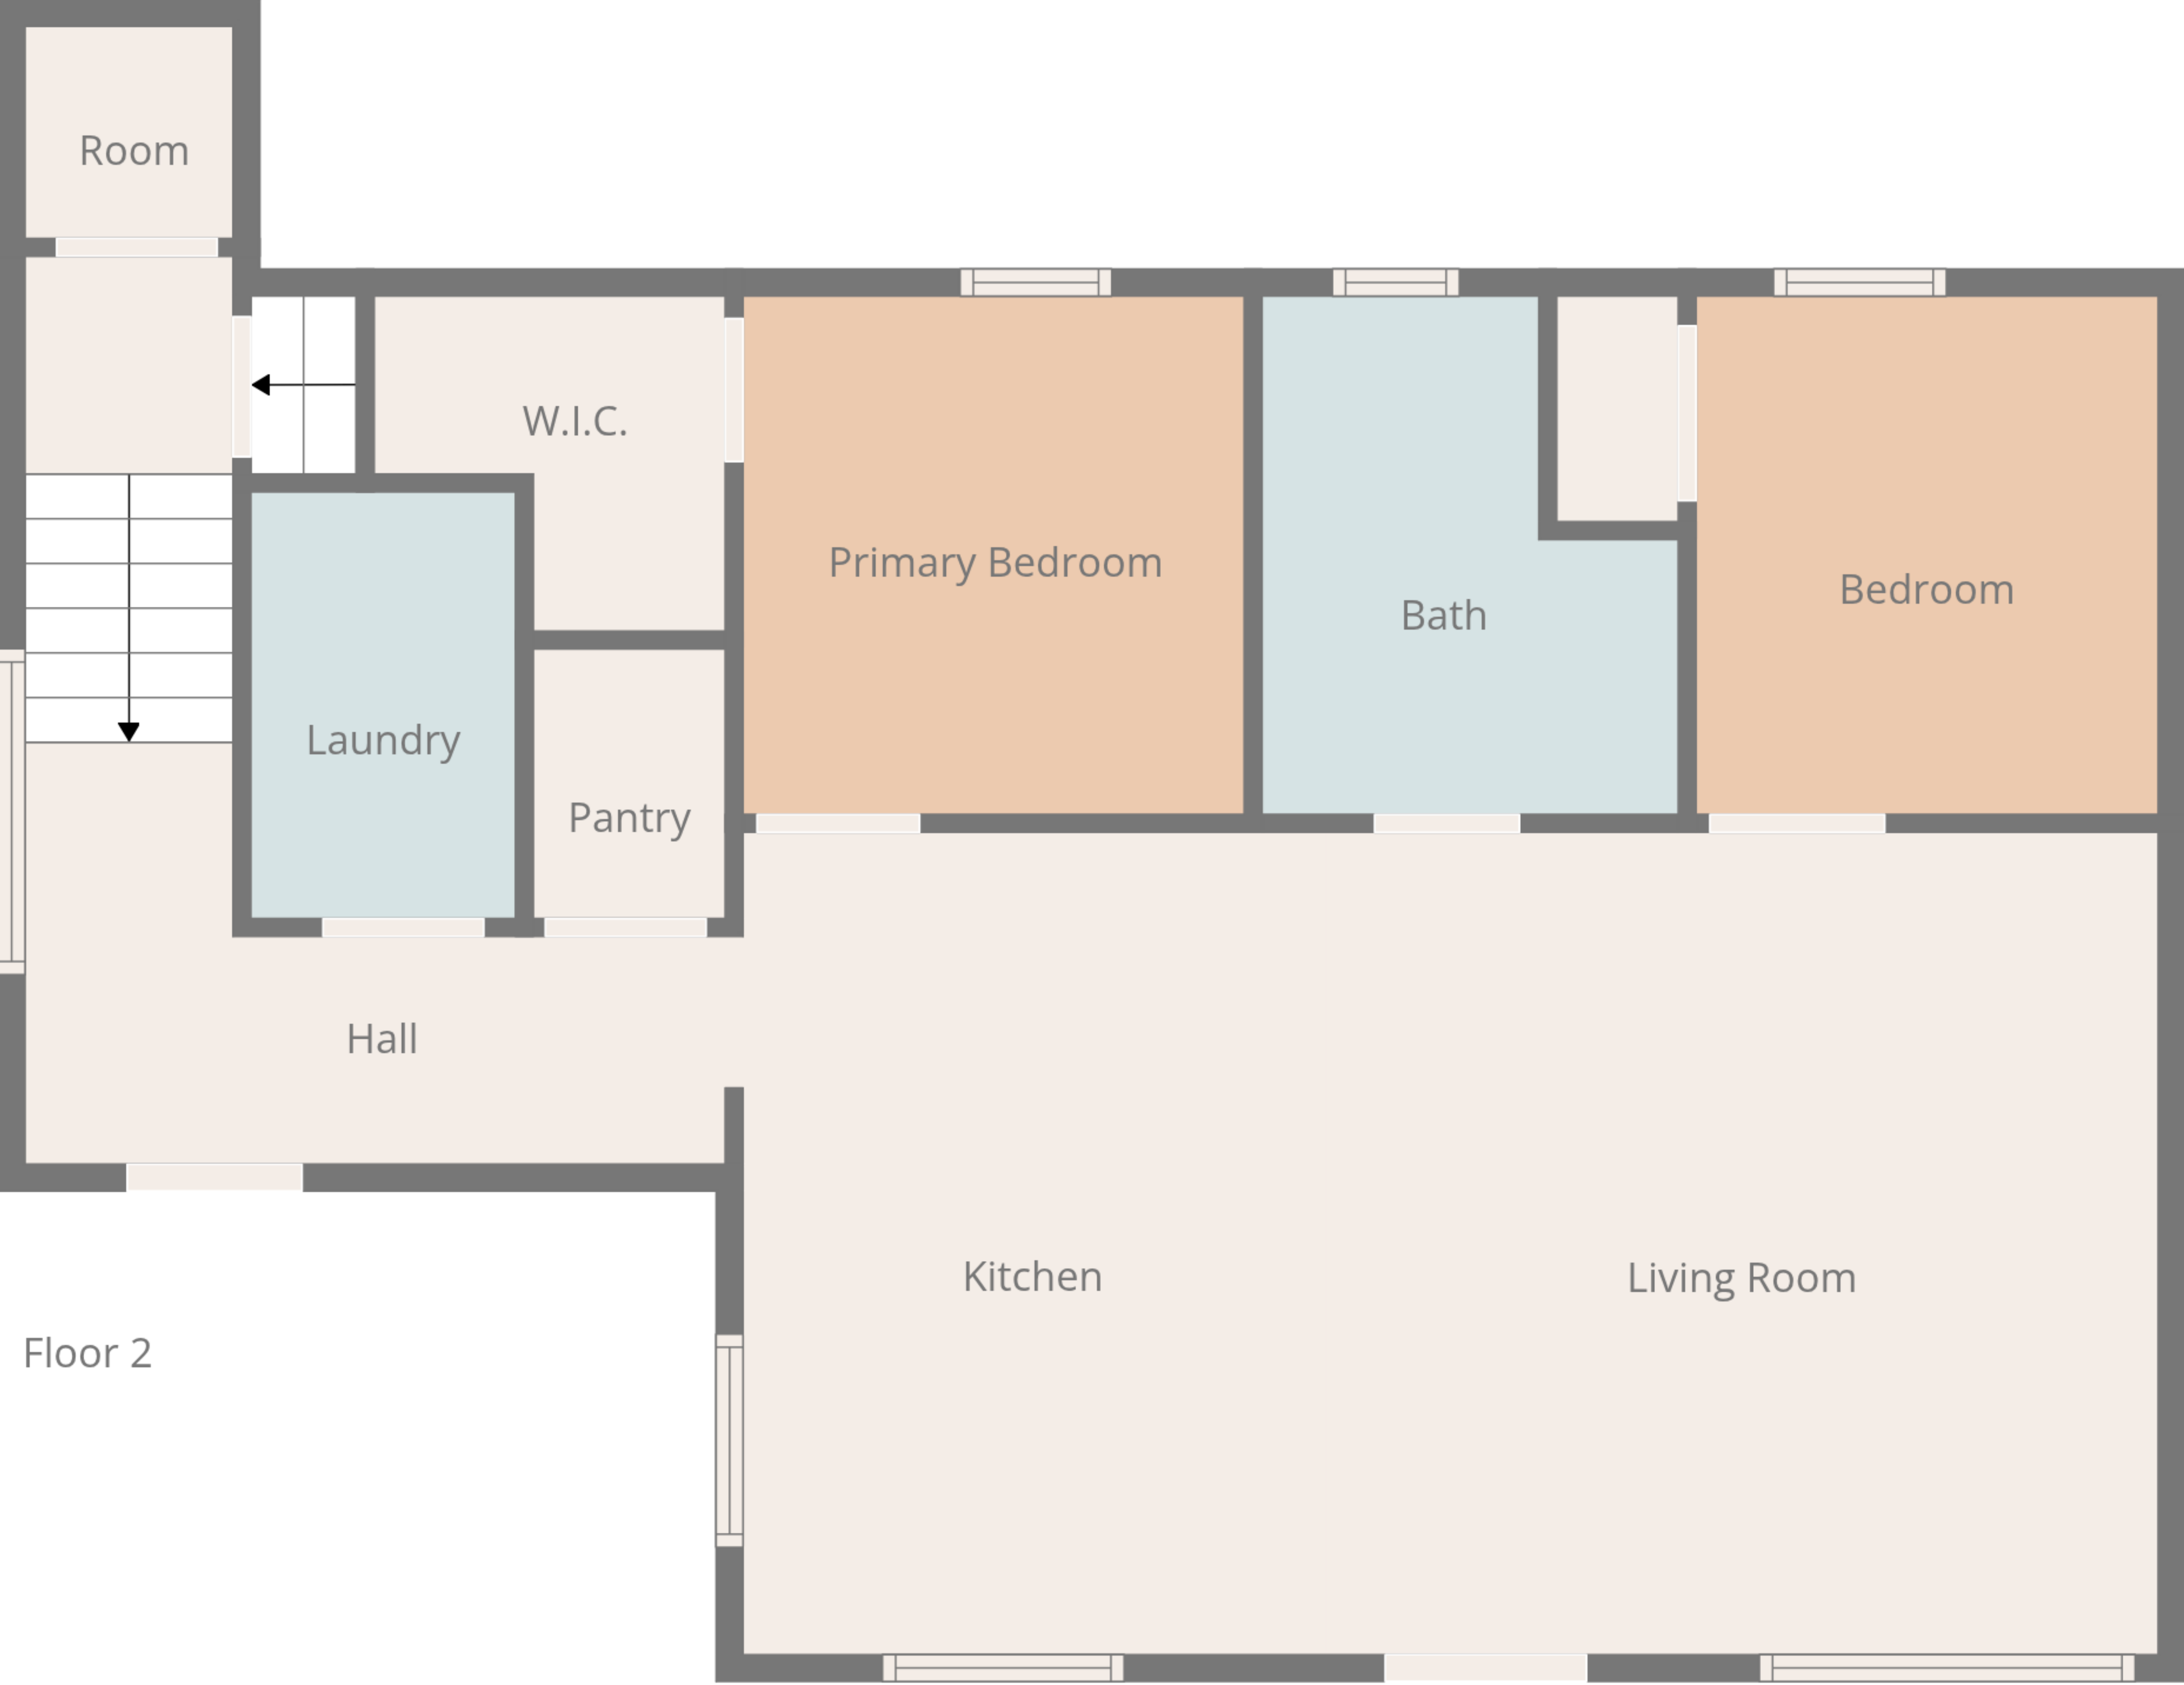 Room
W.I.C.
Primary Bedroom
Bath
Bedroom
Laundry
Pantry
Hall
Kitchen
Living Room
Floor 2